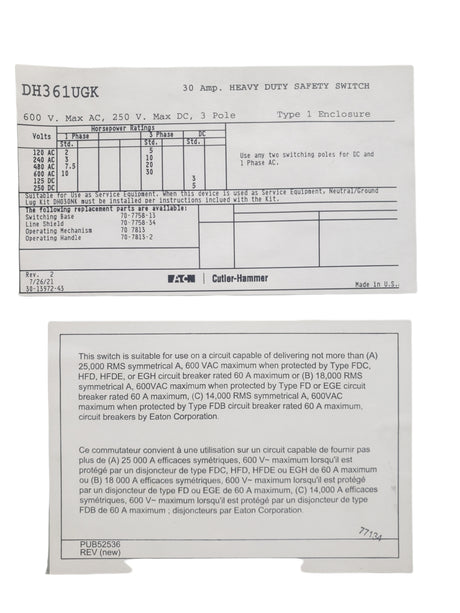 DH361UGK
30 Amp. HEAVY DUTY SAFETY SWITCH
600 V. Max AC, 250 V. Max DC, 3 Pole
Type 1 Enclosure
Horsepower Ratings
Volts 1 Phase 3 Phase DC
Std. Std. Std.
120 AC 2
240 AC 3 5
480 AC 7.5 10
600 AC 10 20
30
125 DC 3
250 DC 5
Use any two switching poles for DC and
1 Phase AC.
Suitable for Use as Service Equipment. When this device is used as Service Equipment, Neutral/Ground
Lug Kit DH030NK must be installed per instructions inclued with the Kit.
The following replacement parts are available:
Switching Base 70-7758-13
Line Shield 70-7758-34
Operating Mechanism 70 7813
Operating Handle 70-7813-2
Rev. 2
7/26/21
30-13972-43
EATON | Cutler-Hammer
Made in U.S.
This switch is suitable for use on a circuit capable of delivering not more than (A)
25,000 RMS symmetrical A, 600 VAC maximum when protected by Type FDC,
HFD, HFDE, or EGH circuit breaker rated 60 A maximum or (B) 18,000 RMS
symmetrical A, 600VAC maximum when protected by Type FD or EGE circuit
breaker rated 60 A maximum, (C) 14,000 RMS symmetrical A, 600VAC
maximum when protected by Type FDB circuit breaker rated 60 A maximum,
circuit breakers by Eaton Corporation.
Ce commutateur convient à une utilisation sur un circuit capable de fournir pas
plus de (A) 25 000 A efficaces symétriques, 600 V~ maximum lorsqu'il est
protégé par un disjoncteur de type FDC, HFD, HFDE ou EGH de 60 A maximum
ou (B) 18 000 A efficaces symétriques, 600 V~ maximum lorsqu'il est protégé
par un disjoncteur de type FD ou EGE de 60 A maximum, (C) 14,000 A efficaces
symétriques, 600 V~ maximum lorsqu'il est protégé par un disjoncteur de type
FDB de 60 A maximum ; disjoncteurs par Eaton Corporation.
77134
PUB52536
REV (new)